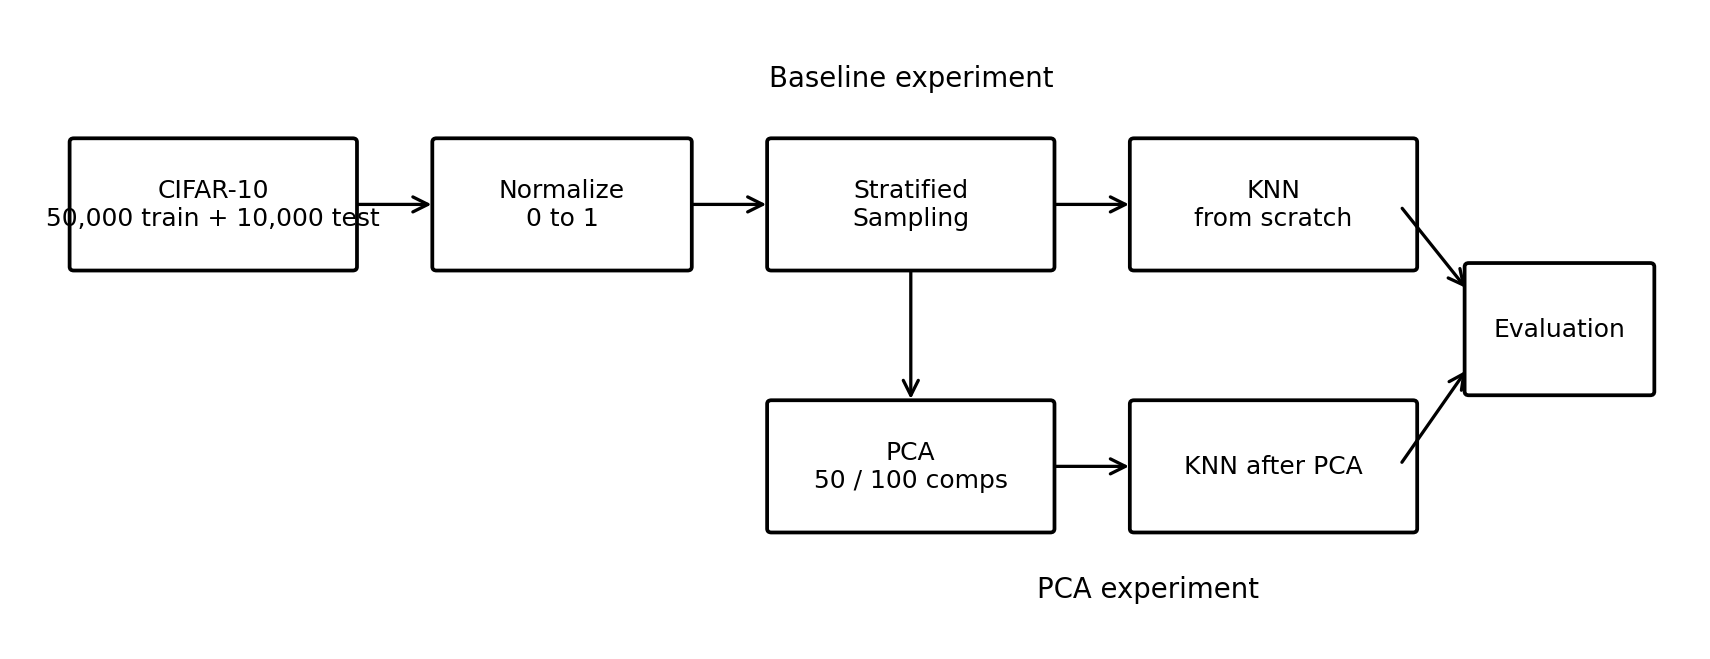 Baseline experiment
CIFAR-10
50,000 train + 10,000 test
Normalize
0 to 1
Stratified
Sampling
KNN
from scratch
Evaluation
PCA
50 / 100 comps
KNN after PCA
PCA experiment